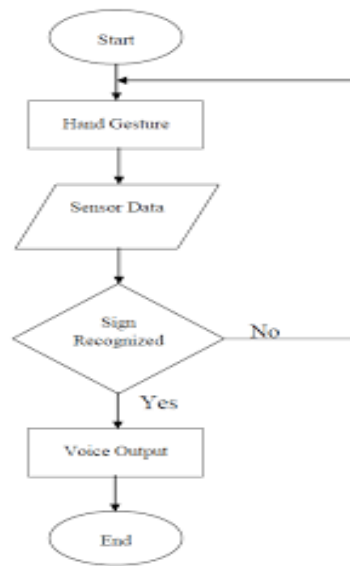 Start
Hand Gesture
Sensor Data
Sign
Recognized
No
Yes
Voice Output
End